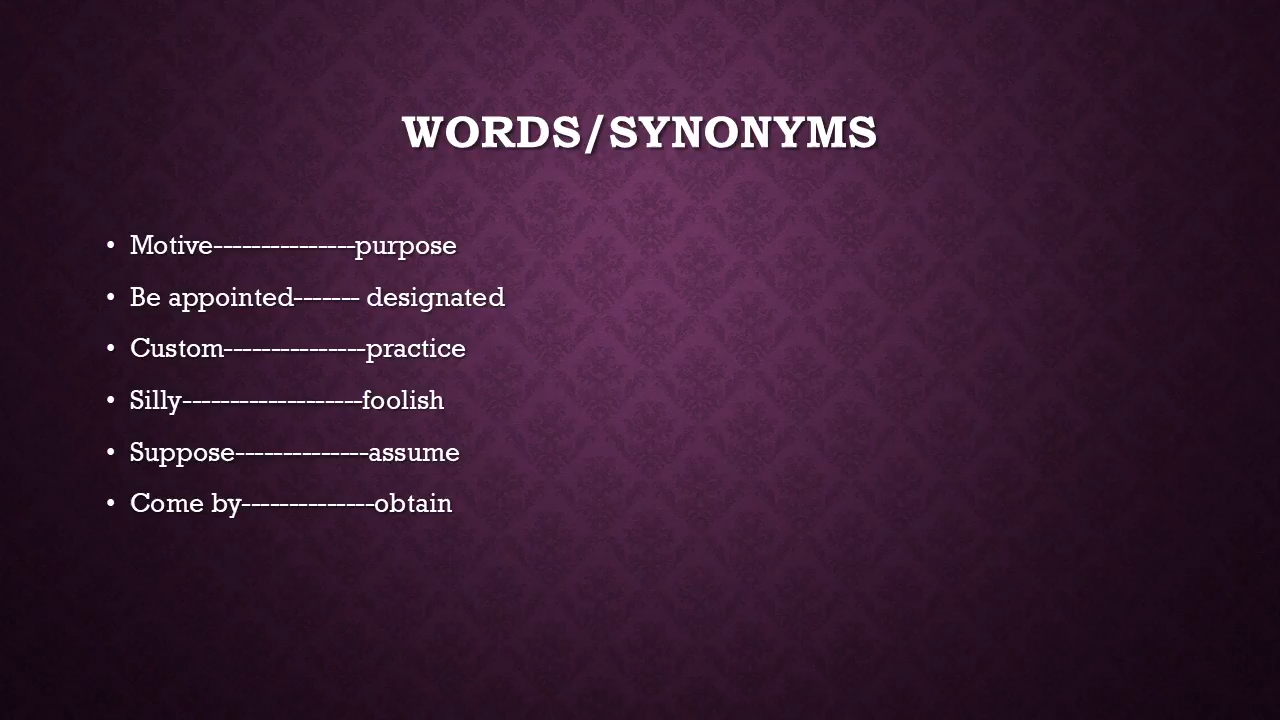 WORDS/SYNONYMS
• Motive---------------purpose
• Be appointed------- designated
• Custom---------------practice
• Silly-------------------foolish
• Suppose--------------assume
• Come by--------------obtain